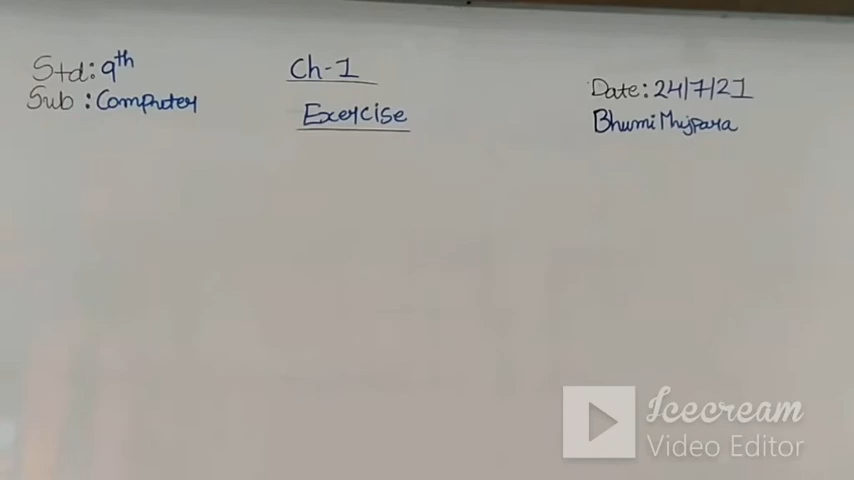 Std: 9th
Sub: Computer
Ch-1
Exercise
Date: 24/7/21
Bhumi
Icecream
Video Editor